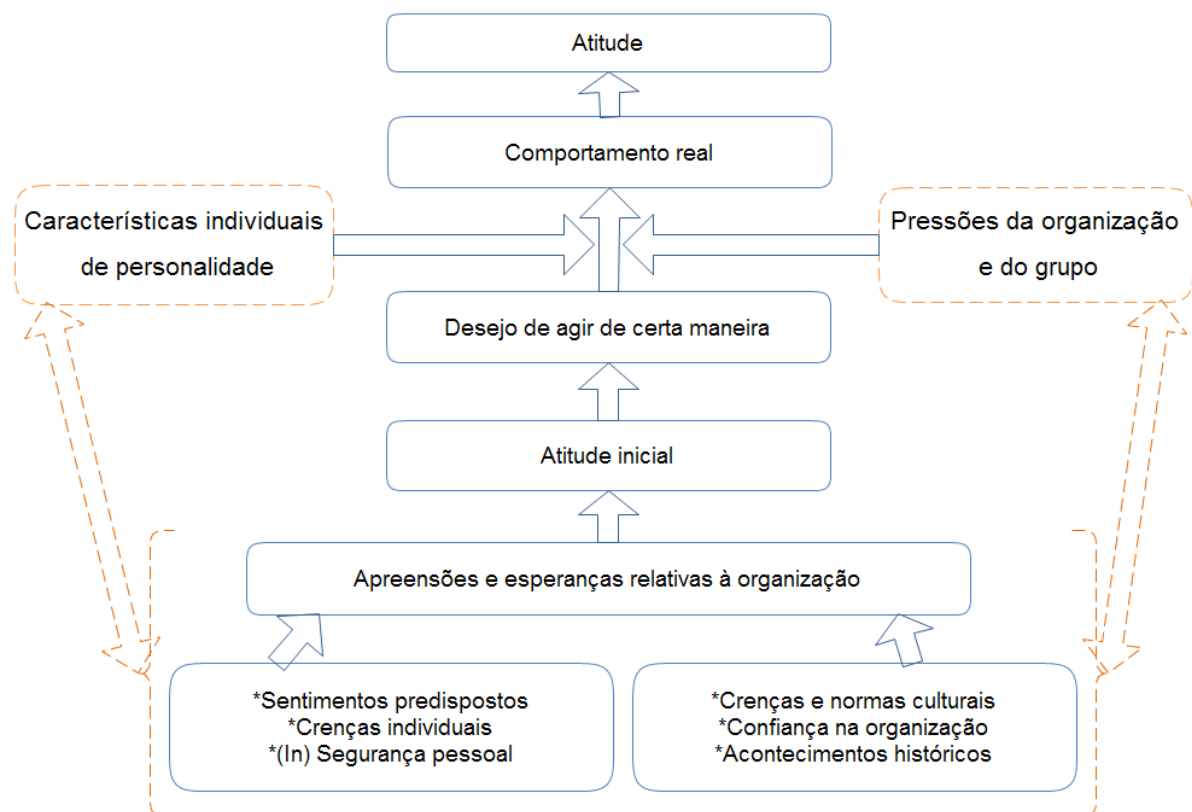 Atitude
Comportamento real
Características individuais
de personalidade
Pressões da organização
e do grupo
Desejo de agir de certa maneira
Atitude inicial
Apreensões e esperanças relativas à organização
*Sentimentos predispostos
*Crenças individuais
*(In) Segurança pessoal
*Crenças e normas culturais
*Confiança na organização
*Acontecimentos históricos